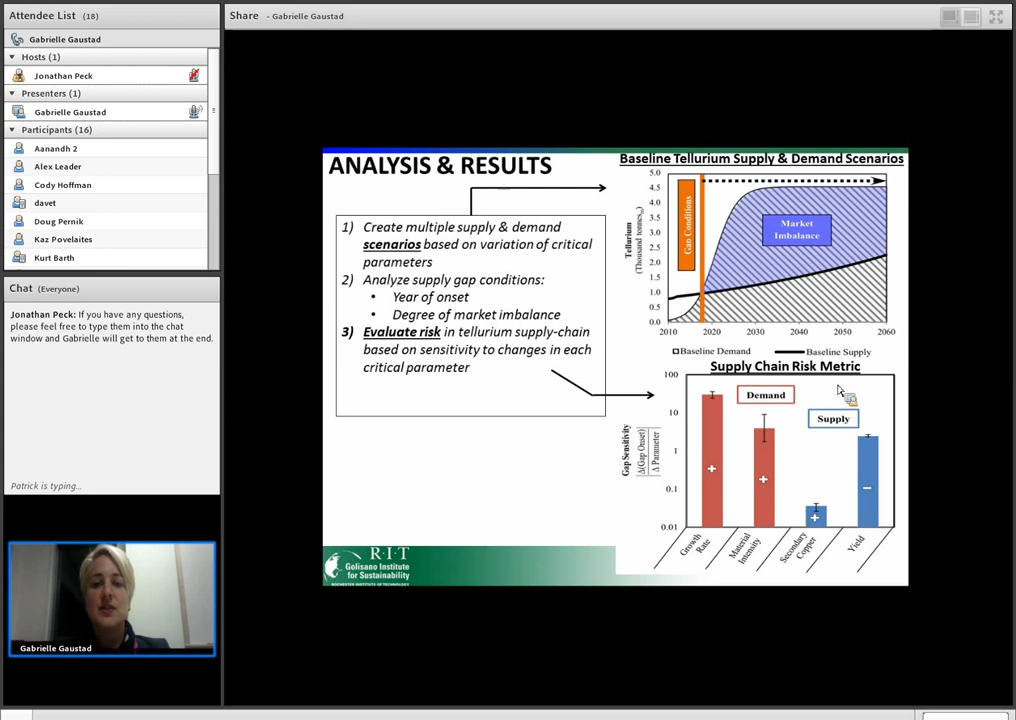 Attendee List (18)
Gabrielle Gaustad
Hosts (1)
Jonathan Peck
Presenters (1)
Gabrielle Gaustad
Participants (16)
Aanandh 2
Alex Leader
Cody Hoffman
davet
Doug Pernik
Kaz Povelaites
Kurt Barth
Chat (Everyone)
Jonathan Peck: If you have any questions,
please feel free to type them into the chat
window and Gabrielle will get to them at the end.
Patrick is typing...
Gabrielle Gaustad
Share - Gabrielle Gaustad
ANALYSIS & RESULTS
1) Create multiple supply & demand
scenarios based on variation of critical
parameters
2) Analyze supply gap conditions:
• Year of onset
• Degree of market imbalance
3) Evaluate risk in tellurium supply-chain
based on sensitivity to changes in each
critical parameter
R·I·T
Golisano Institute
for Sustainability
ROCHESTER INSTITUTE OF TECHNOLOGY
Baseline Tellurium Supply & Demand Scenarios
Tellurium
5.0
4.5
4.0
3.5
3.0
2.5
2.0
1.5
1.0
0.5
0.0
Gap Conditions
Market
Imbalance
2010 2020 2030 2040 2050 2060
Baseline Demand Baseline Supply
Supply Chain Risk Metric
Gap Sensitivity
Δ(Gap Onset)
Δ Parameter
100
10
1
0.1
0.01
Demand
Supply
+
+
+
−
Growth
Rate
Material
Intensity
Secondary
Copper
Yield